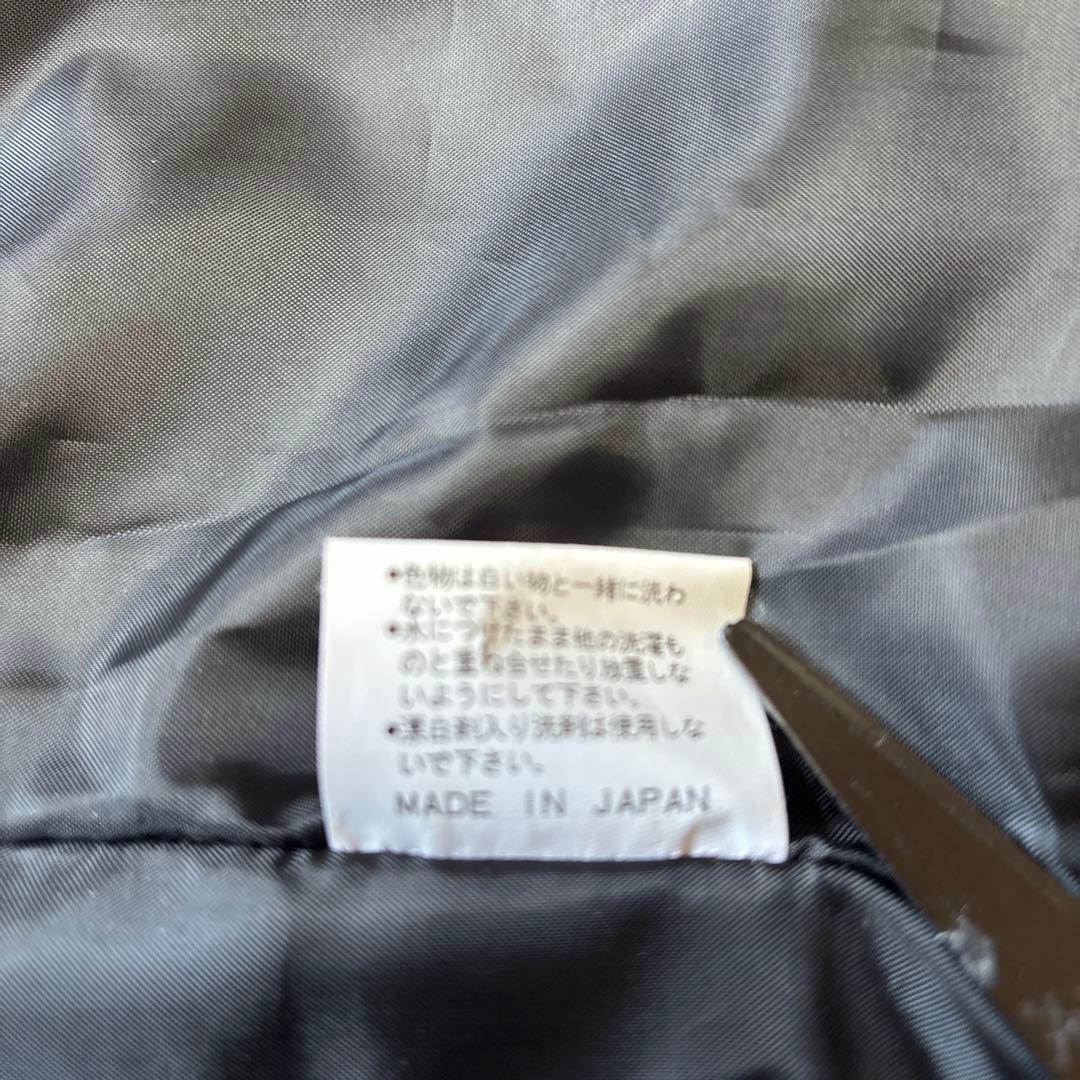 •色物は白い物と一緒に洗わ
ないで下さい。
•水につけたまま他の洗濯も
のと重ね合せたり放置しな
いようにして下さい。
•漂白剤入り洗剤は使用しな
いで下さい。
MADE IN JAPAN